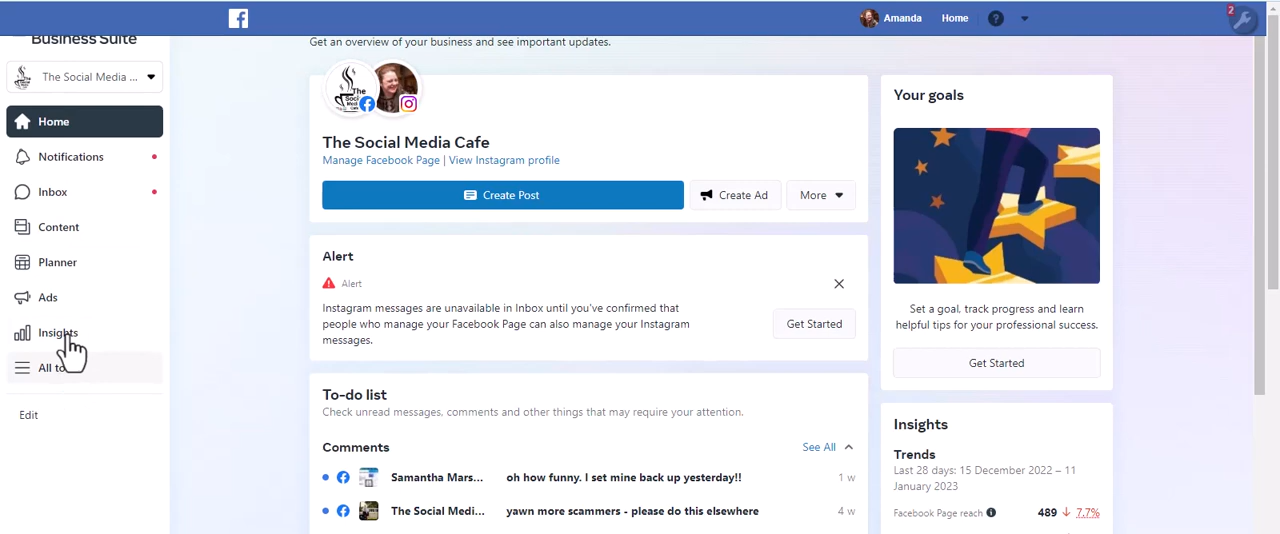 Amanda
Home
2
Business Suite
The Social Media ...
Home
Notifications
Inbox
Content
Planner
Ads
Insights
All to
Edit
Get an overview of your business and see important updates.
The Social Media Cafe
Manage Facebook Page | View Instagram profile
Create Post
Create Ad
More
Alert
Alert
Instagram messages are unavailable in Inbox until you've confirmed that
people who manage your Facebook Page can also manage your Instagram
messages.
Get Started
To-do list
Check unread messages, comments and other things that may require your attention.
Comments
See All
Samantha Mars... oh how funny. I set mine back up yesterday!! 1 w
The Social Medi... yawn more scammers - please do this elsewhere 4 w
Your goals
Set a goal, track progress and learn
helpful tips for your professional success.
Get Started
Insights
Trends
Last 28 days: 15 December 2022 – 11
January 2023
Facebook Page reach 489 ↓ 7.7%